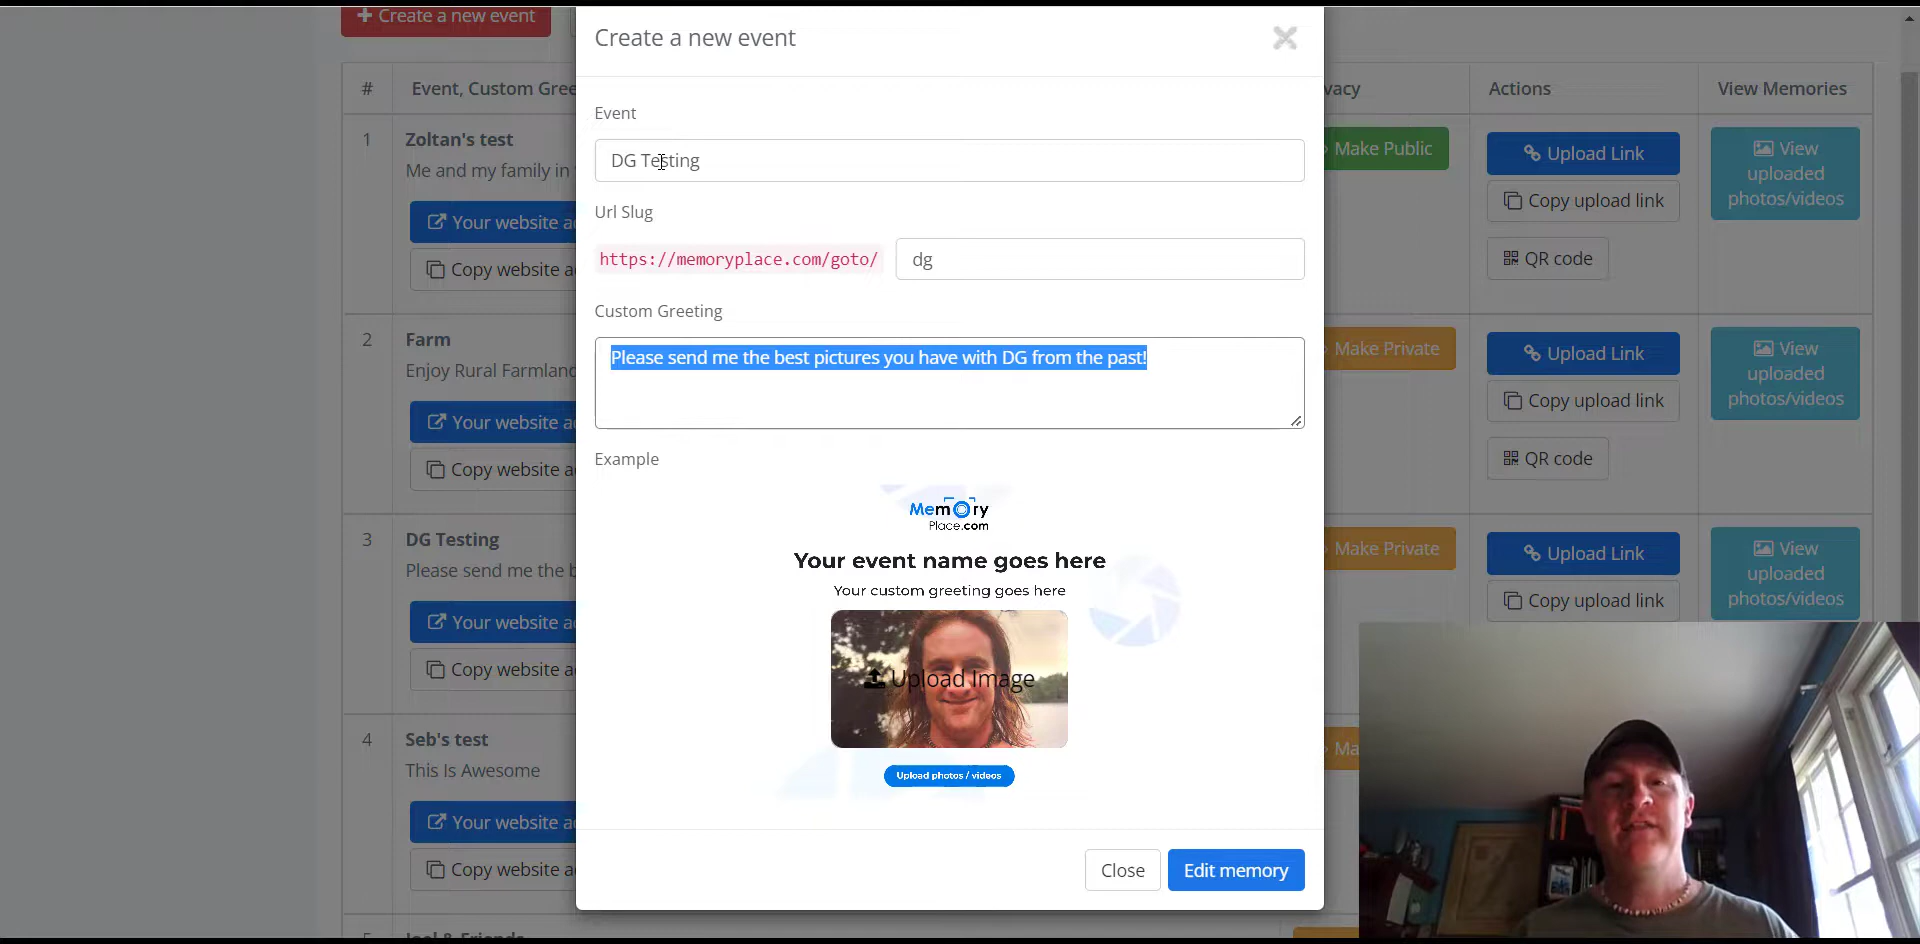 Create a new event
#
Event, Custom Gree
vacy
Actions
View Memories
1
Zoltan's test
Me and my family in
Your website a
Copy website a
Make Public
Upload Link
Copy upload link
QR code
View
uploaded
photos/videos
2
Farm
Enjoy Rural Farmland
Your website a
Copy website a
Make Private
Upload Link
Copy upload link
QR code
View
uploaded
photos/videos
3
DG Testing
Please send me the b
Your website a
Copy website a
Make Private
Upload Link
Copy upload link
View
uploaded
photos/videos
4
Seb's test
This Is Awesome
Your website a
Copy website a
Ma
Create a new event
Event
DG Testing
Url Slug
https://memoryplace.com/goto/
dg
Custom Greeting
Please send me the best pictures you have with DG from the past!
Example
Memory
Place.com
Your event name goes here
Your custom greeting goes here
Upload Image
Upload photos / videos
Close
Edit memory